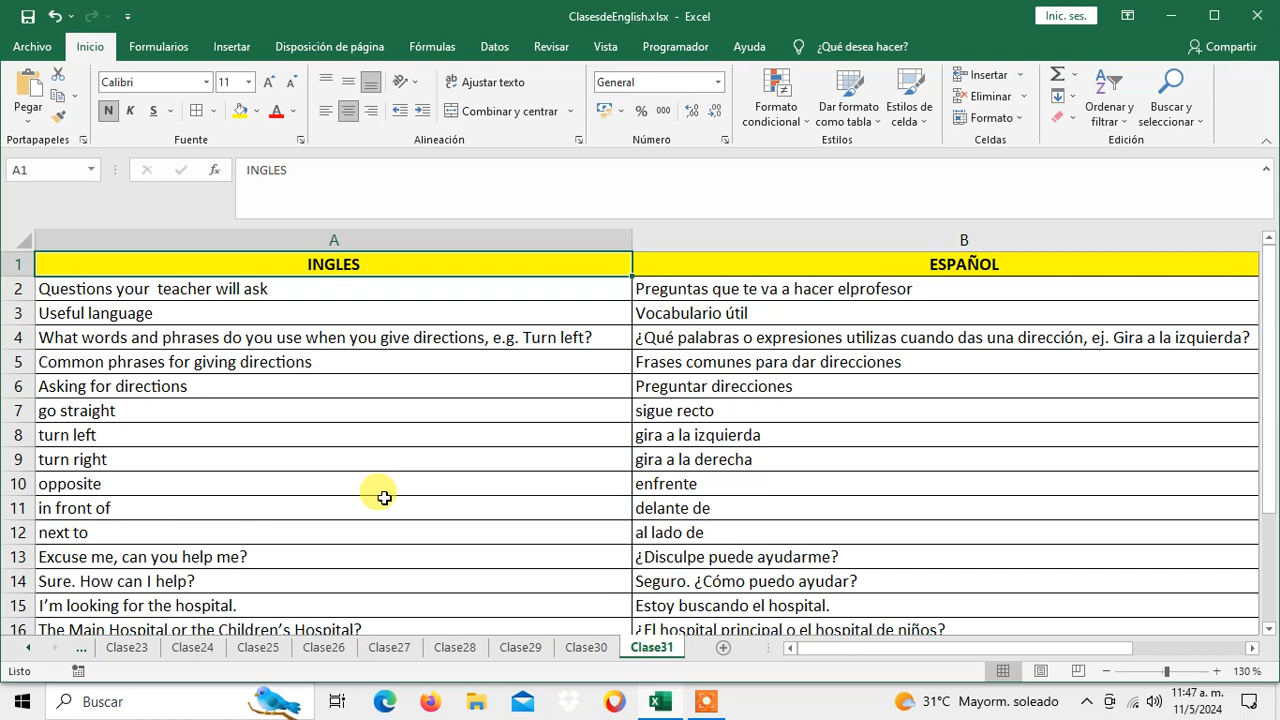 ClasesdeEnglish.xlsx - Excel
Inic. ses.
Archivo Inicio Formularios Insertar Disposición de página Fórmulas Datos Revisar Vista Programador Ayuda ¿Qué desea hacer? Compartir
Pegar
Calibri 11
N K S
Ajustar texto
Combinar y centrar
General
% 000
Formato condicional
Dar formato como tabla
Estilos de celda
Insertar
Eliminar
Formato
Ordenar y filtrar
Buscar y seleccionar
Portapapeles Fuente Alineación Número Estilos Celdas Edición
A1 fx INGLES
A B
1 INGLES ESPAÑOL
2 Questions your  teacher will ask Preguntas que te va a hacer elprofesor
3 Useful language Vocabulario útil
4 What words and phrases do you use when you give directions, e.g. Turn left? ¿Qué palabras o expresiones utilizas cuando das una dirección, ej. Gira a la izquierda?
5 Common phrases for giving directions Frases comunes para dar direcciones
6 Asking for directions Preguntar direcciones
7 go straight sigue recto
8 turn left gira a la izquierda
9 turn right gira a la derecha
10 opposite enfrente
11 in front of delante de
12 next to al lado de
13 Excuse me, can you help me? ¿Disculpe puede ayudarme?
14 Sure. How can I help? Seguro. ¿Cómo puedo ayudar?
15 I’m looking for the hospital. Estoy buscando el hospital.
16 The Main Hospital or the Children’s Hospital? ¿El hospital principal o el hospital de niños?
... Clase23 Clase24 Clase25 Clase26 Clase27 Clase28 Clase29 Clase30 Clase31
Listo 130 %
Buscar 31°C Mayorm. soleado 11:47 a. m.
11/5/2024